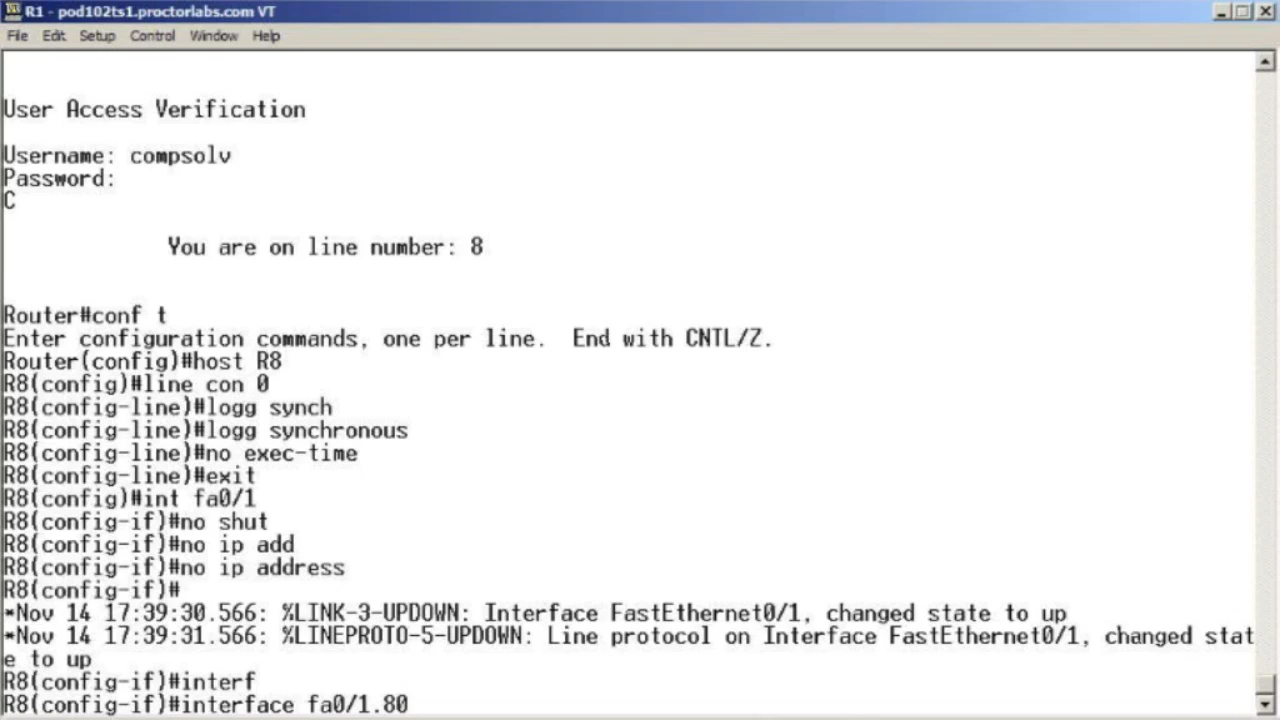 R1 - pod102ts1.proctorlabs.com VT
File Edit Setup Control Window Help
User Access Verification
Username: compsolv
Password:
C
You are on line number: 8
Router#conf t
Enter configuration commands, one per line.  End with CNTL/Z.
Router(config)#host R8
R8(config)#line con 0
R8(config-line)#logg synch
R8(config-line)#logg synchronous
R8(config-line)#no exec-time
R8(config-line)#exit
R8(config)#int fa0/1
R8(config-if)#no shut
R8(config-if)#no ip add
R8(config-if)#no ip address
R8(config-if)#
*Nov 14 17:39:30.566: %LINK-3-UPDOWN: Interface FastEthernet0/1, changed state to up
*Nov 14 17:39:31.566: %LINEPROTO-5-UPDOWN: Line protocol on Interface FastEthernet0/1, changed stat
e to up
R8(config-if)#interf
R8(config-if)#interface fa0/1.80